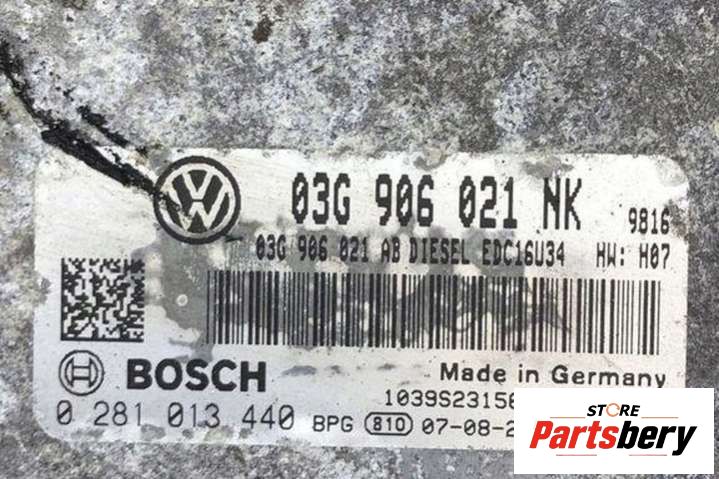 03G 906 021 NK 9816
03G 906 021 AB DIESEL EDC16U34 HW: H07
BOSCH Made in Germany
1039S2315
0 281 013 440 BPG 810 07-08-2
STORE
Partsbery